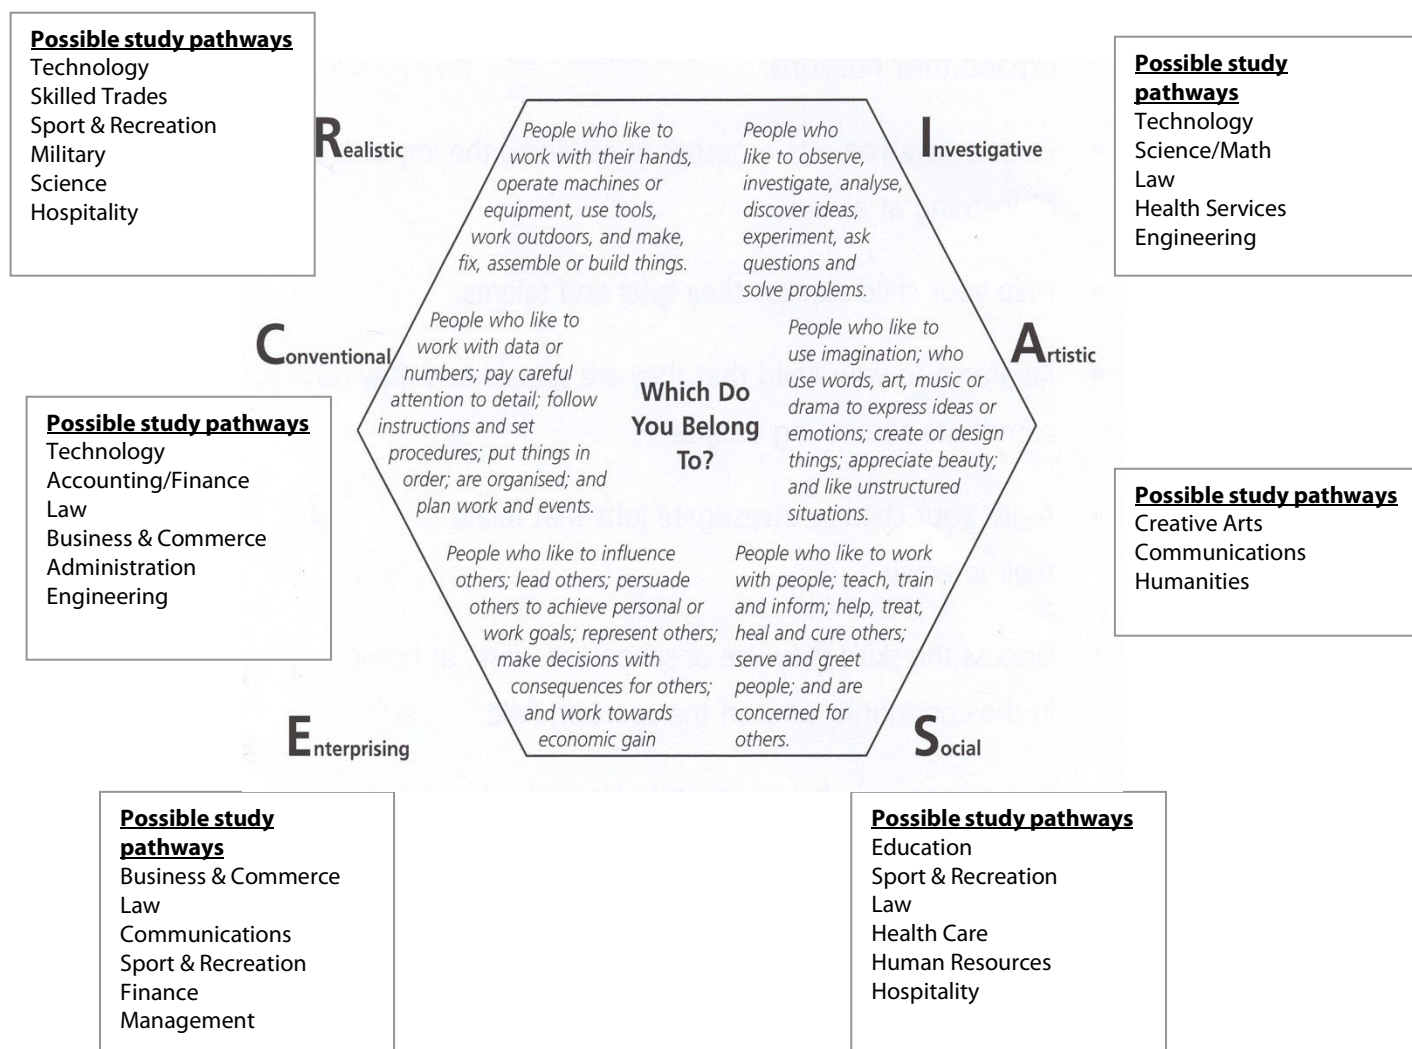 Possible study pathways
Technology
Skilled Trades
Sport & Recreation
Military
Science
Hospitality
Realistic
People who like to
work with their hands,
operate machines or
equipment, use tools,
work outdoors, and make,
fix, assemble or build things.
People who
like to observe,
investigate, analyse,
discover ideas,
experiment, ask
questions and
solve problems.
Investigative
Possible study
pathways
Technology
Science/Math
Law
Health Services
Engineering
Conventional
People who like to
work with data or
numbers; pay careful
attention to detail; follow
instructions and set
procedures; put things in
order; are organised; and
plan work and events.
Which Do
You Belong
To?
People who like to
use imagination; who
use words, art, music or
drama to express ideas or
emotions; create or design
things; appreciate beauty;
and like unstructured
situations.
Artistic
Possible study pathways
Technology
Accounting/Finance
Law
Business & Commerce
Administration
Engineering
Possible study pathways
Creative Arts
Communications
Humanities
People who like to influence
others; lead others; persuade
others to achieve personal or
work goals; represent others;
make decisions with
consequences for others;
and work towards
economic gain
People who like to work
with people; teach, train
and inform; help, treat,
heal and cure others;
serve and greet
people; and are
concerned for
others.
Enterprising
Social
Possible study
pathways
Business & Commerce
Law
Communications
Sport & Recreation
Finance
Management
Possible study pathways
Education
Sport & Recreation
Law
Health Care
Human Resources
Hospitality